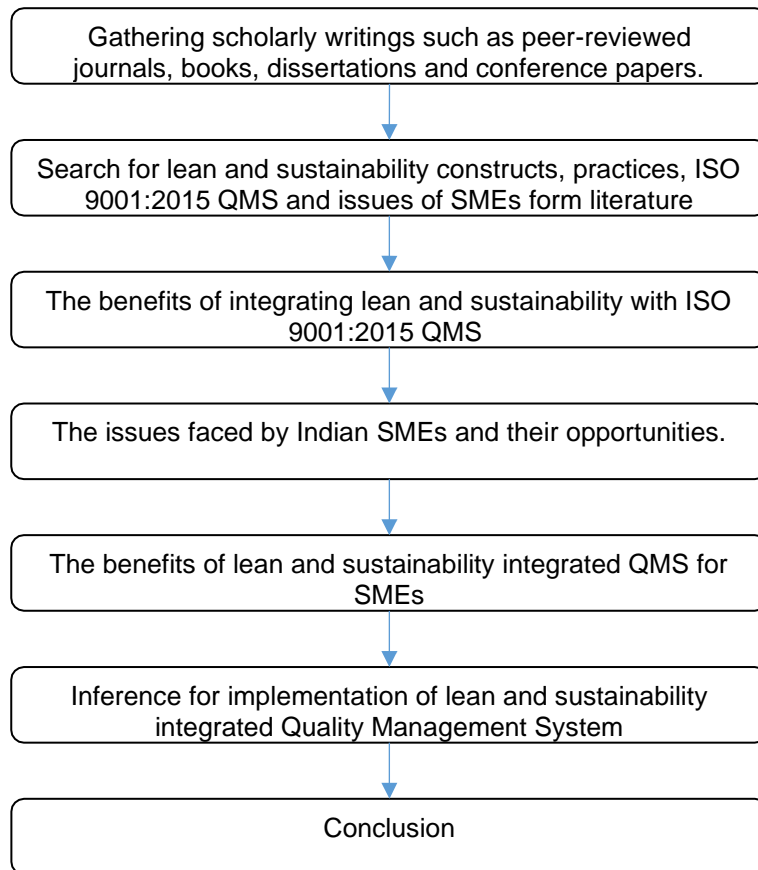 Gathering scholarly writings such as peer-reviewed
journals, books, dissertations and conference papers.
Search for lean and sustainability constructs, practices, ISO
9001:2015 QMS and issues of SMEs form literature
The benefits of integrating lean and sustainability with ISO
9001:2015 QMS
The issues faced by Indian SMEs and their opportunities.
The benefits of lean and sustainability integrated QMS for
SMEs
Inference for implementation of lean and sustainability
integrated Quality Management System
Conclusion